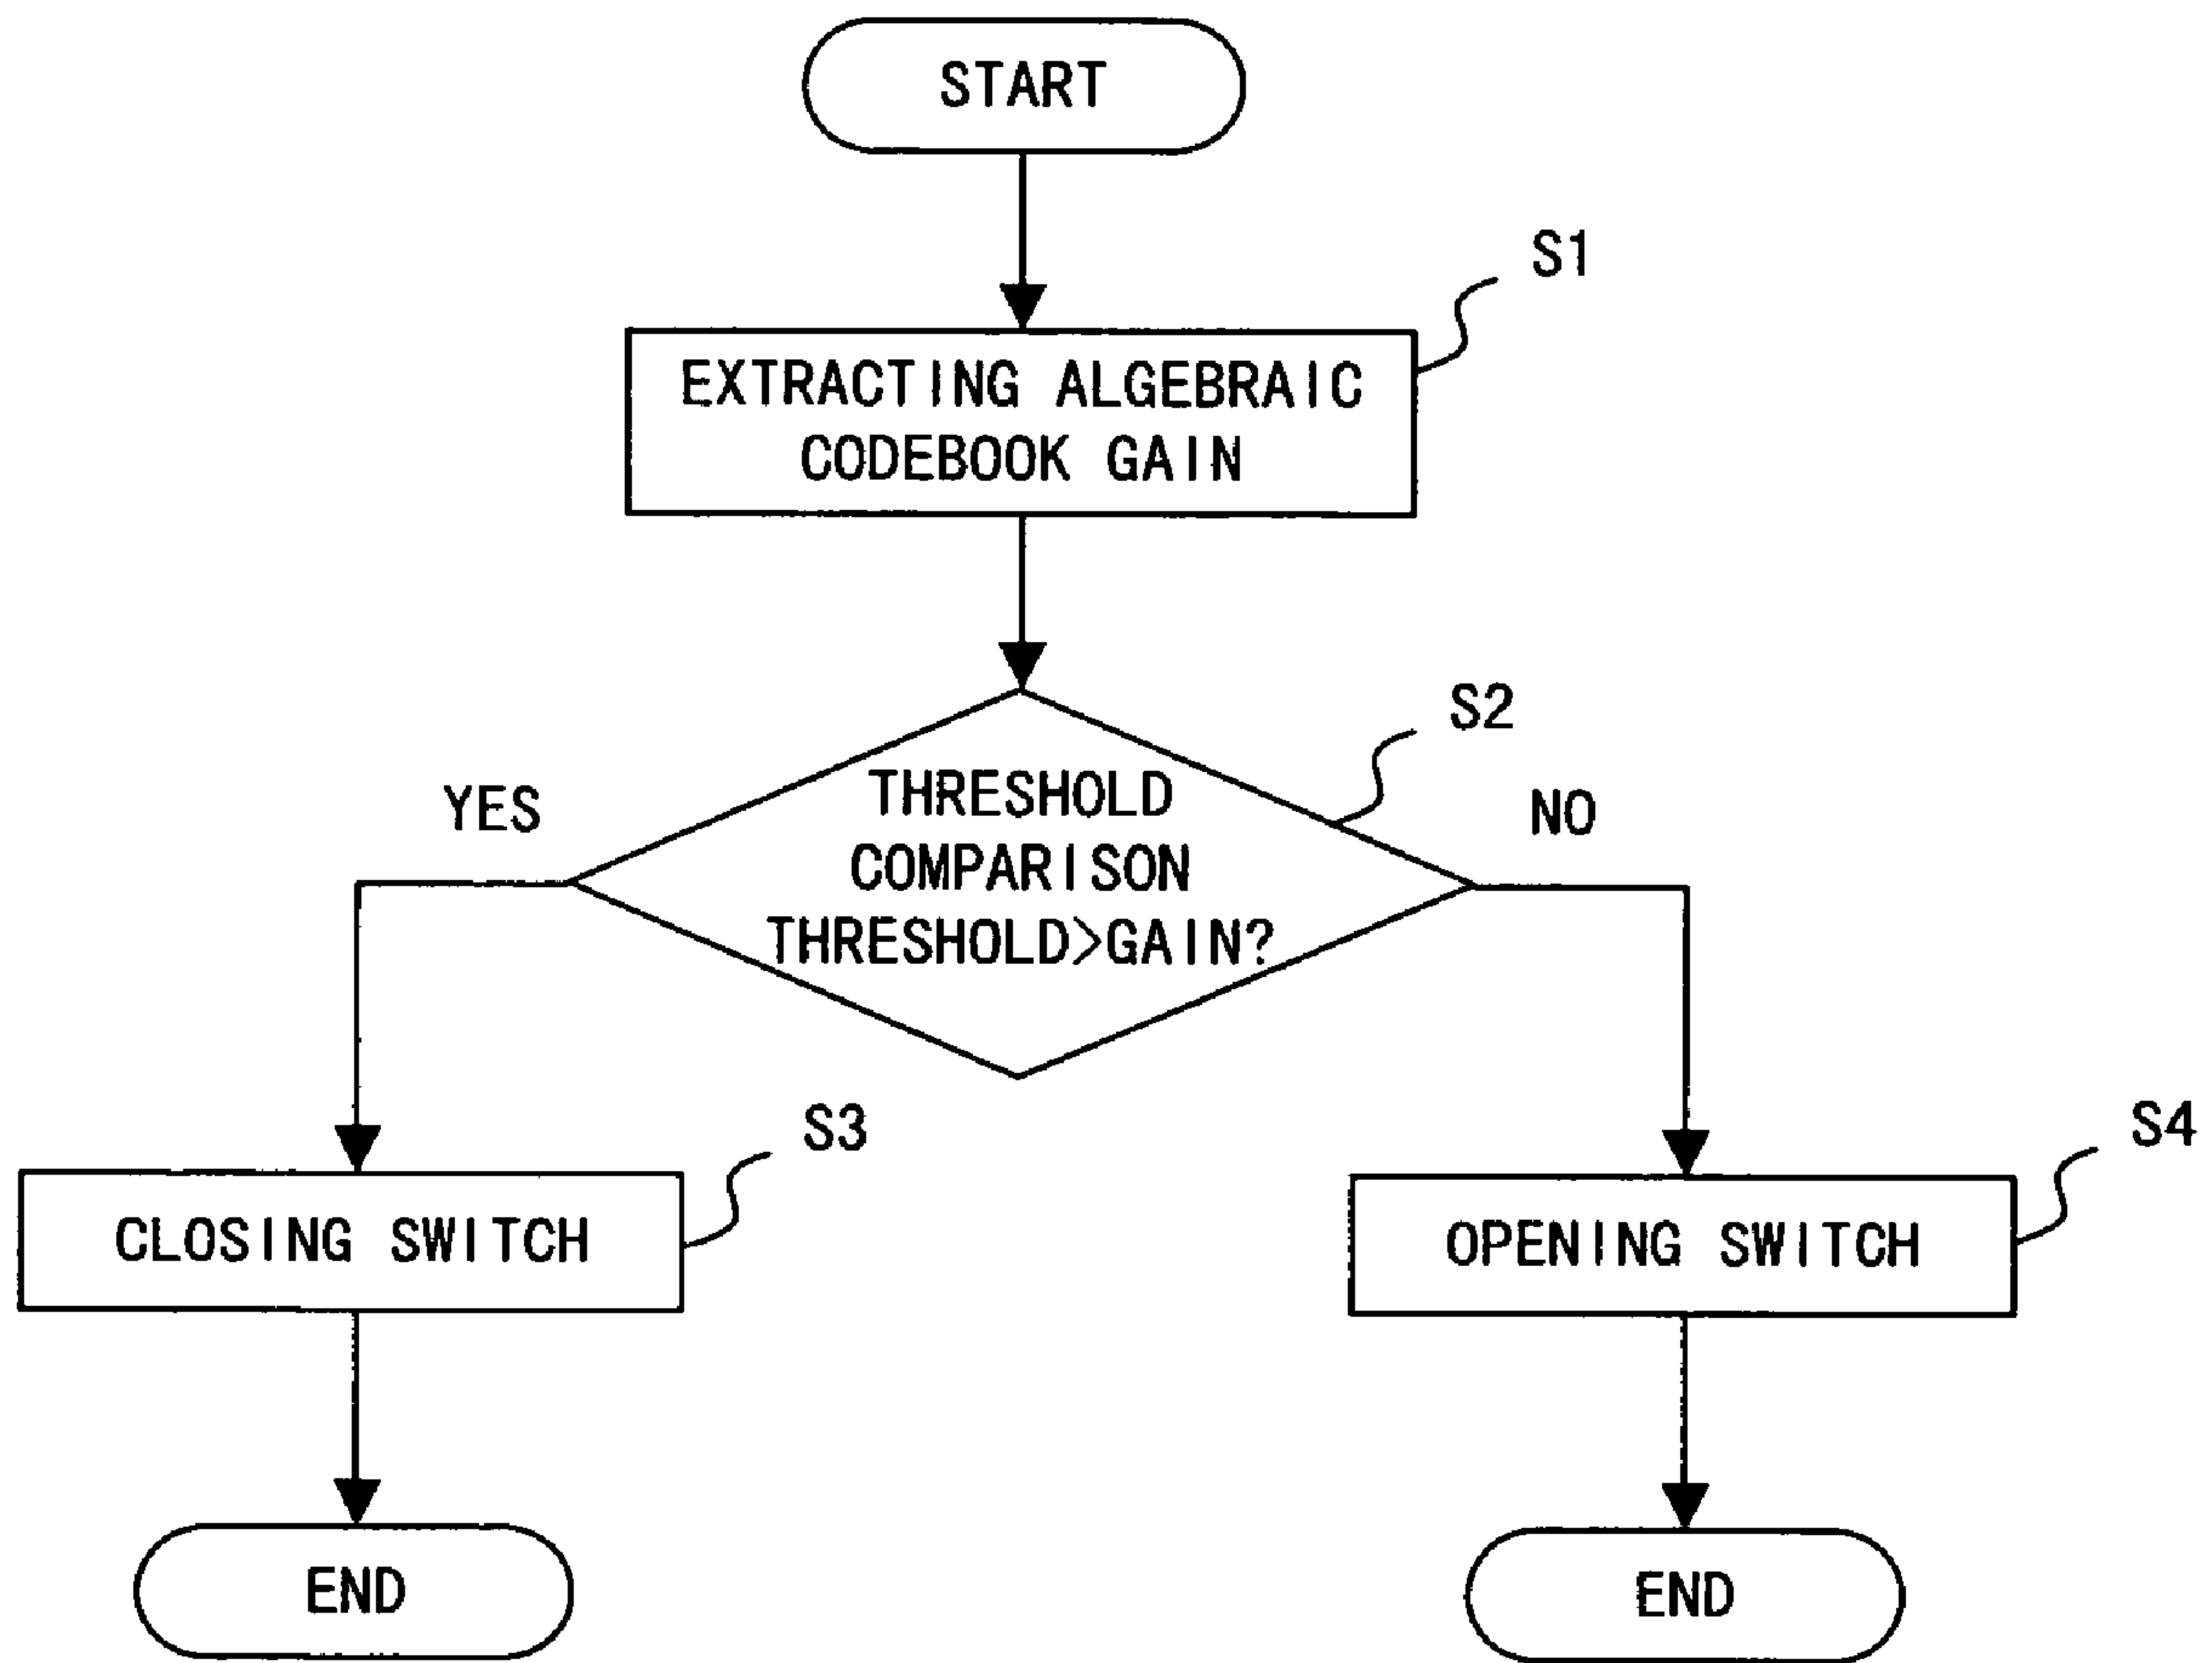 START
S1
EXTRACTING ALGEBRAIC
CODEBOOK GAIN
S2
YES
THRESHOLD
NO
COMPARISON
THRESHOLD>GAIN?
S3
S4
CLOSING SWITCH
OPENING SWITCH
END
END